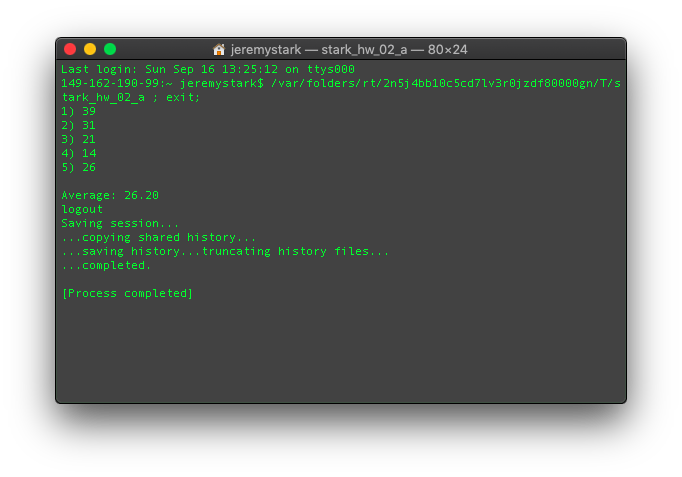 jeremystark — stark_hw_02_a — 80×24
Last login: Sun Sep 16 13:25:12 on ttys000
149-162-190-99:~ jeremystark$ /var/folders/rt/2n5j4bb10c5cd7lv3r0jzdf80000gn/T/s
tark_hw_02_a ; exit;
1) 39
2) 31
3) 21
4) 14
5) 26
Average: 26.20
logout
Saving session...
...copying shared history...
...saving history...truncating history files...
...completed.
[Process completed]